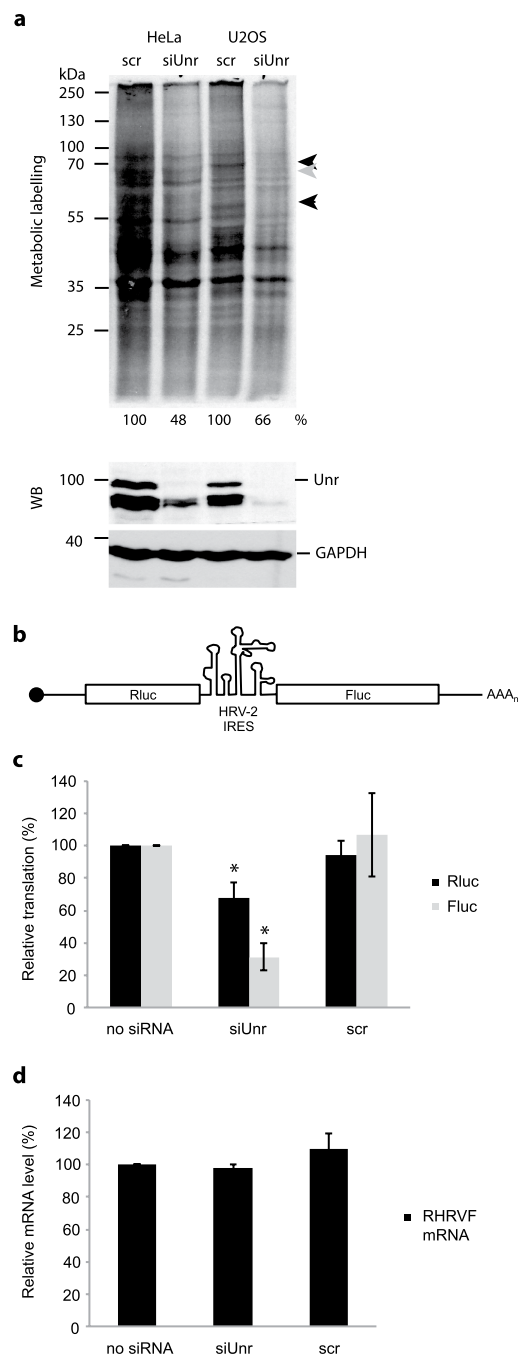 a
HeLa U2OS
scr siUnr scr siUnr
kDa
250
130
100
70
55
35
25
Metabolic labelling
100 48 100 66 %
WB
100
Unr
40
GAPDH
b
Rluc
HRV-2
IRES
Fluc
AAAn
c
Relative translation (%)
140
120
100
80
60
40
20
0
*
*
no siRNA siUnr scr
Rluc
Fluc
d
Relative mRNA level (%)
140
120
100
80
60
40
20
0
no siRNA siUnr scr
RHRVF
mRNA